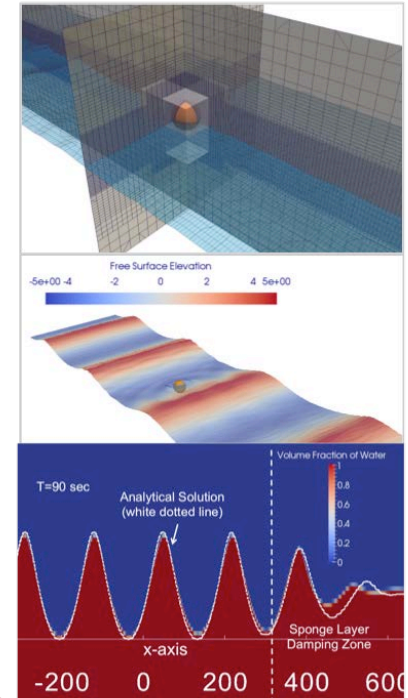 Free Surface Elevation
-5e+00 -4 -2 0 2 4 5e+00
Volume Fraction of Water
T=90 sec
Analytical Solution
(white dotted line)
1
0.8
0.6
0.4
0.2
0
x-axis
Sponge Layer
Damping Zone
-200 0 200 400 600